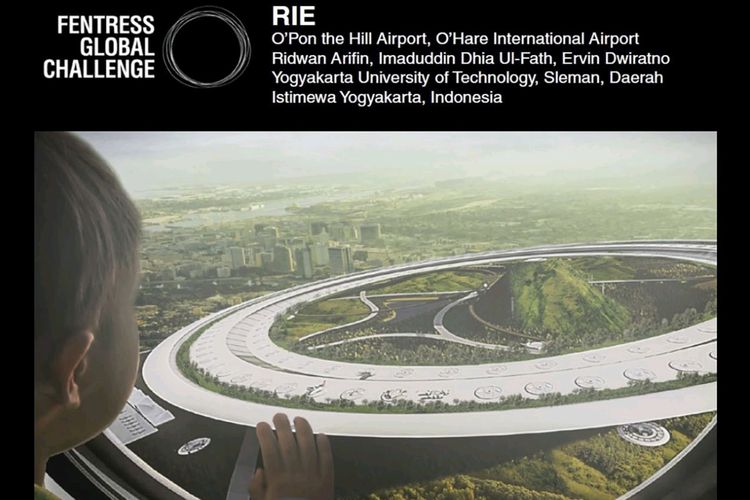 FENTRESS
GLOBAL
CHALLENGE
RIE
O'Pon the Hill Airport, O'Hare International Airport
Ridwan Arifin, Imaduddin Dhia Ul-Fath, Ervin Dwiratno
Yogyakarta University of Technology, Sleman, Daerah
Istimewa Yogyakarta, Indonesia